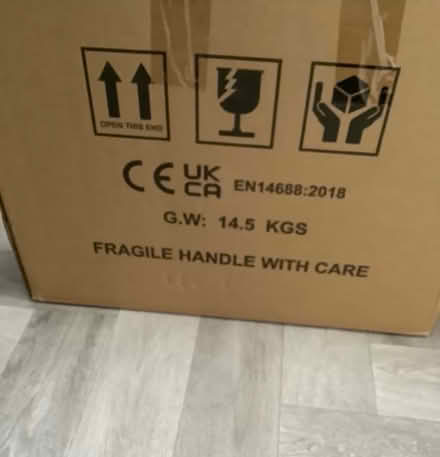 OPEN THIS END
CE UK CA EN14688:2018
G.W: 14.5 KGS
FRAGILE HANDLE WITH CARE